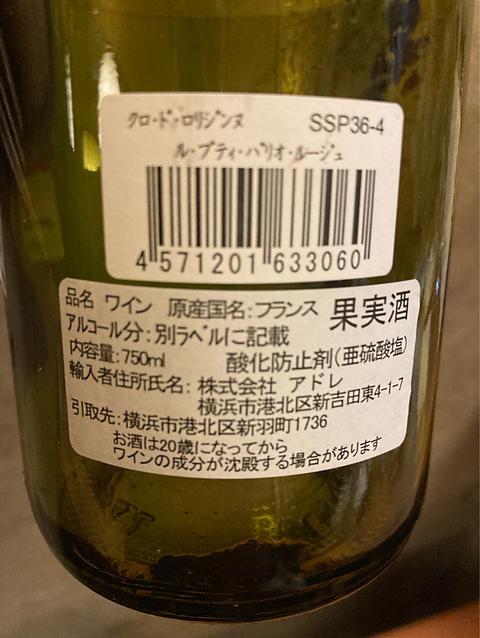 クロ・ド・ロリジンヌ SSP36-4
ル・プティ・パリオ・ルージュ
4 571201 633060
品名 ワイン 原産国名:フランス 果実酒
アルコール分:別ラベルに記載
内容量:750ml 酸化防止剤(亜硫酸塩)
輸入者住所氏名: 株式会社 アドレ
横浜市港北区新吉田東4-1-7
引取先:横浜市港北区新羽町1736
お酒は20歳になってから
ワインの成分が沈殿する場合があります